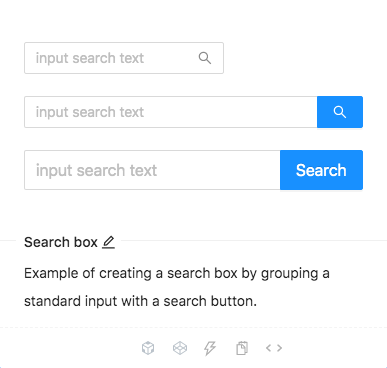 input search text
input search text
input search text Search
Search box
Example of creating a search box by grouping a
standard input with a search button.